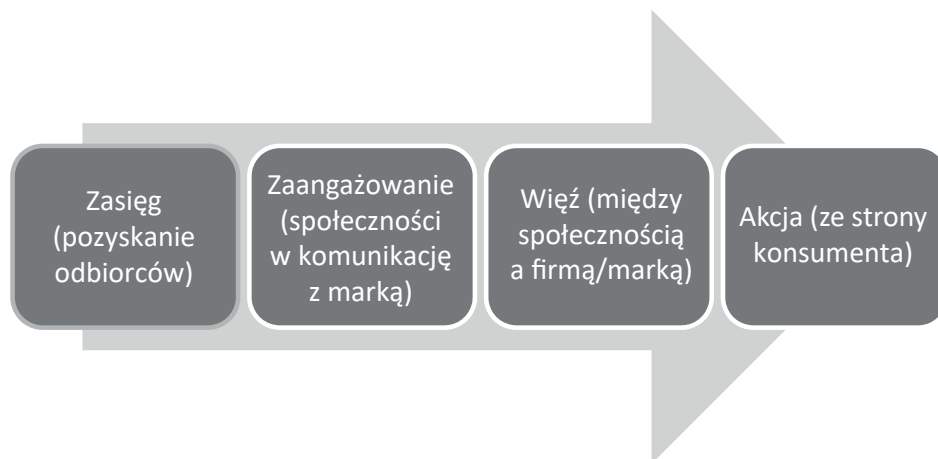 Zasięg
(pozyskanie
odbiorców)
Zaangażowanie
(społeczności
w komunikację
z marką)
Więź (między
społecznością
a firmą/marką)
Akcja (ze strony
konsumenta)